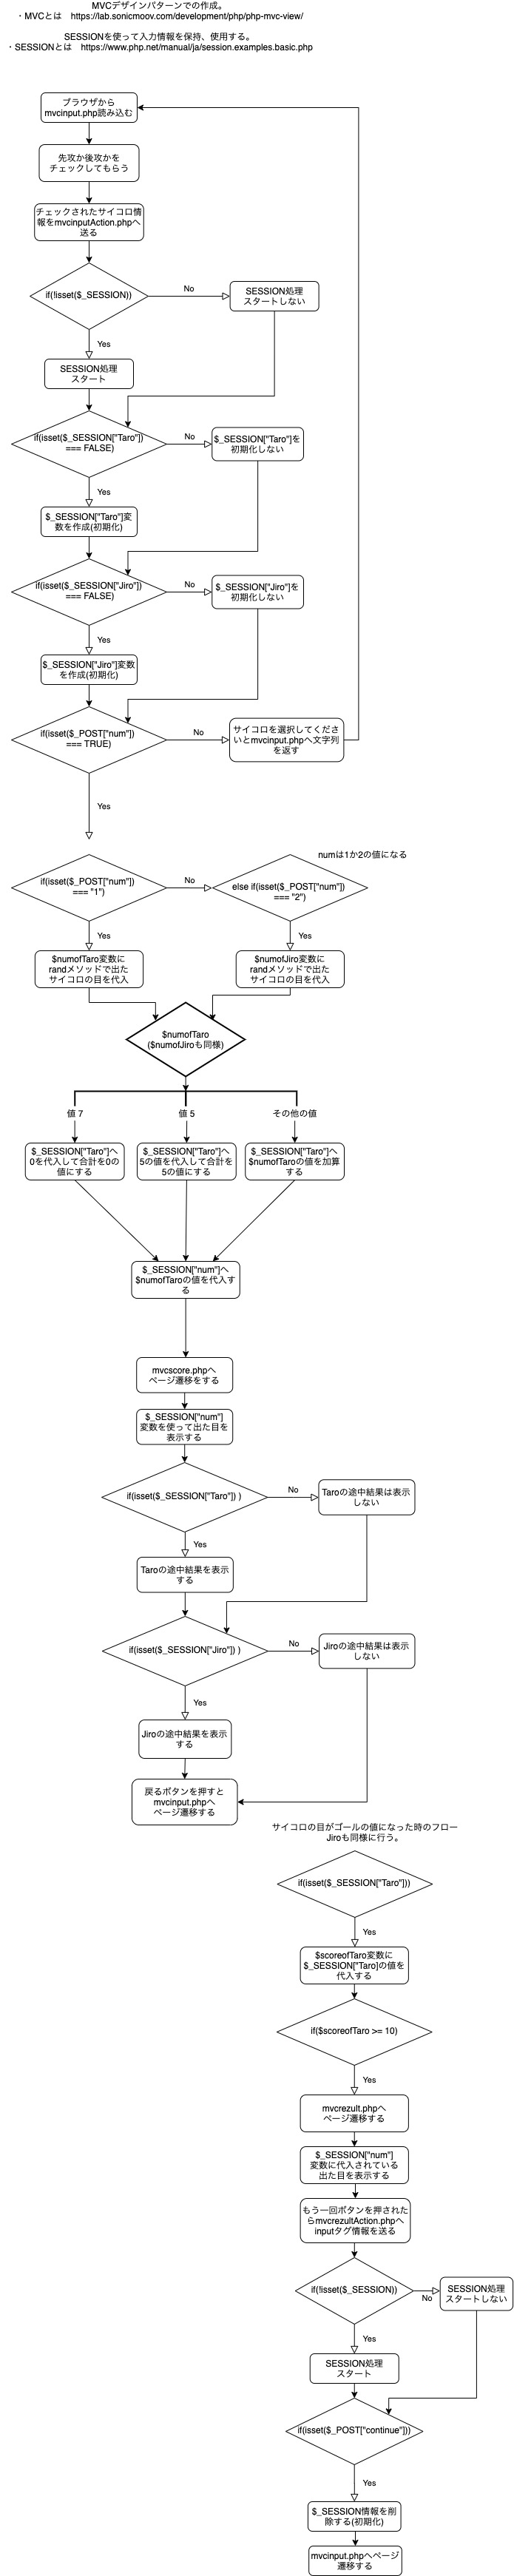 MVCデザインパターンでの作成。
・MVCとは　https://lab.sonicmoov.com/development/php/php-mvc-view/
SESSIONを使って入力情報を保持、使用する。
・SESSIONとは　https://www.php.net/manual/ja/session.examples.basic.php
ブラウザから
mvcinput.php読み込む
先攻か後攻かを
チェックしてもらう
チェックされたサイコロ情
報をmvcinputAction.phpへ
送る
if(!isset($_SESSION))
No
SESSION処理
スタートしない
Yes
SESSION処理
スタート
if(isset($_SESSION["Taro"])
=== FALSE)
No
$_SESSION["Taro"]を
初期化しない
Yes
$_SESSION["Taro"]変
数を作成(初期化)
if(isset($_SESSION["Jiro"])
=== FALSE)
No
$_SESSION["Jiro"]を
初期化しない
Yes
$_SESSION["Jiro"]変数
を作成(初期化)
if(isset($_POST["num"])
=== TRUE)
No
サイコロを選択してくださ
いとmvcinput.phpへ文字列
を返す
Yes
numは1か2の値になる
if(isset($_POST["num"])
=== "1")
No
else if(isset($_POST["num"])
=== "2")
Yes
Yes
$numofTaro変数に
randメソッドで出た
サイコロの目を代入
$numofJiro変数に
randメソッドで出た
サイコロの目を代入
$numofTaro
($numofJiroも同様)
値 7
値 5
その他の値
$_SESSION["Taro"]へ
0を代入して合計を0の
値にする
$_SESSION["Taro"]へ
5の値を代入して合計を
5の値にする
$_SESSION["Taro"]へ
$numofTaroの値を加算
する
$_SESSION["num"]へ
$numofTaroの値を代入す
る
mvcscore.phpへ
ページ遷移をする
$_SESSION["num"]
変数を使って出た目を
表示する
if(isset($_SESSION["Taro"]) )
No
Taroの途中結果は表示
しない
Yes
Taroの途中結果を表示
する
if(isset($_SESSION["Jiro"]) )
No
Jiroの途中結果は表示
しない
Yes
Jiroの途中結果を表示
する
戻るボタンを押すと
mvcinput.phpへ
ページ遷移する
サイコロの目がゴールの値になった時のフロー
Jiroも同様に行う。
if(isset($_SESSION["Taro"]))
Yes
$scoreofTaro変数に
$_SESSION["Taro]の値を
代入する
if($scoreofTaro >= 10)
Yes
mvcrezult.phpへ
ページ遷移する
$_SESSION["num"]
変数に代入されている
出た目を表示する
もう一回ボタンを押された
らmvcrezultAction.phpへ
inputタグ情報を送る
if(!isset($_SESSION))
No
SESSION処理
スタートしない
Yes
SESSION処理
スタート
if(isset($_POST["continue"]))
Yes
$_SESSION情報を削
除する(初期化)
mvcinput.phpへページ
遷移する